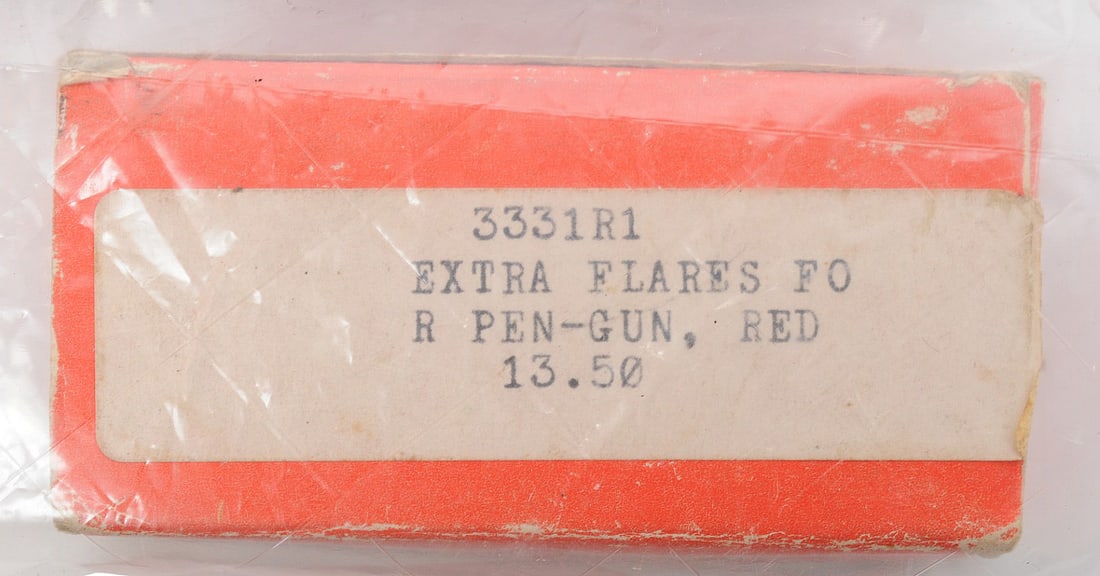 3331R1
EXTRA FLARES FO
R PEN-GUN, RED
13.50